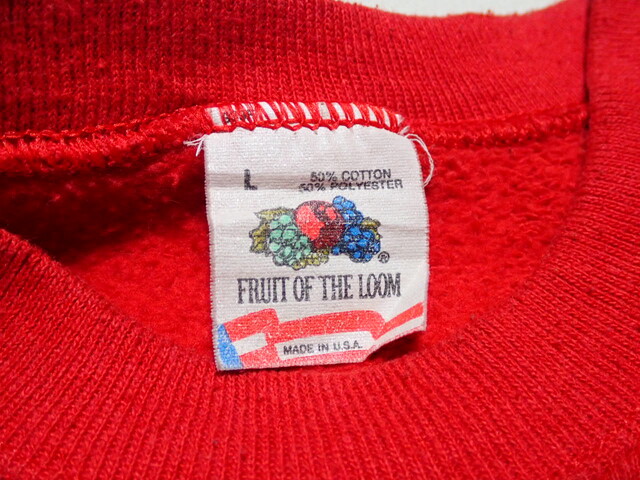 L
50% COTTON
50% POLYESTER
®
FRUIT OF THE LOOM
MADE IN U.S.A.